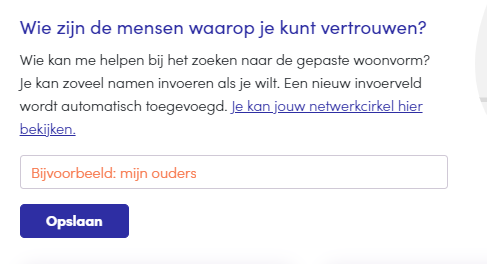 Wie zijn de mensen waarop je kunt vertrouwen?
Wie kan me helpen bij het zoeken naar de gepaste woonvorm?
Je kan zoveel namen invoeren als je wilt. Een nieuw invoerveld
wordt automatisch toegevoegd. Je kan jouw netwerkcirkel hier
bekijken.
Bijvoorbeeld: mijn ouders
Opslaan